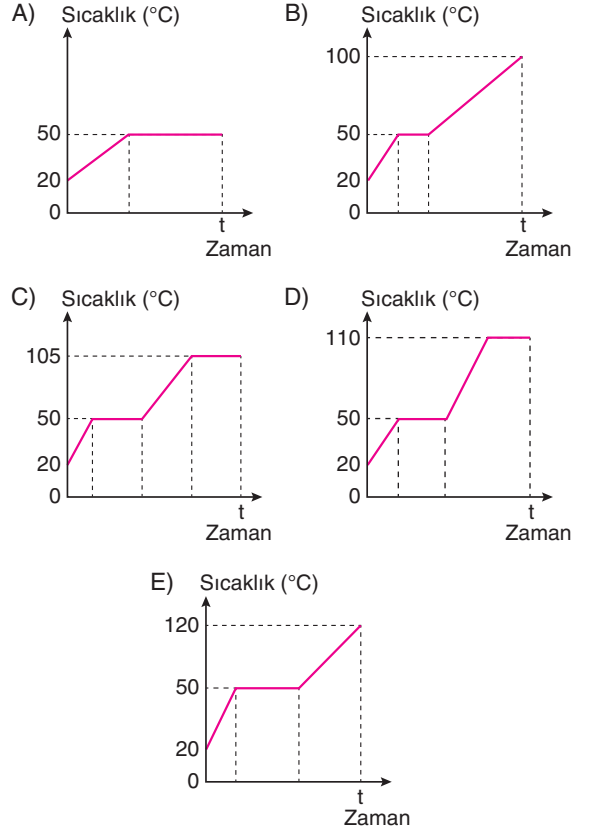 A) Sıcaklık (°C)
50
20
0
t
Zaman
B) Sıcaklık (°C)
100
50
20
0
t
Zaman
C) Sıcaklık (°C)
105
50
20
0
t
Zaman
D) Sıcaklık (°C)
110
50
20
0
t
Zaman
E) Sıcaklık (°C)
120
50
20
0
t
Zaman